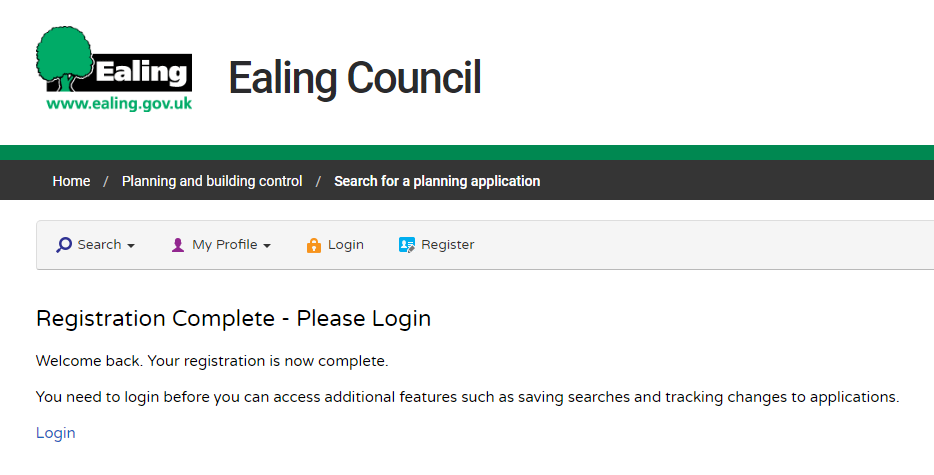 Ealing
www.ealing.gov.uk
Ealing Council
Home / Planning and building control / Search for a planning application
Search My Profile Login Register
Registration Complete - Please Login
Welcome back. Your registration is now complete.
You need to login before you can access additional features such as saving searches and tracking changes to applications.
Login